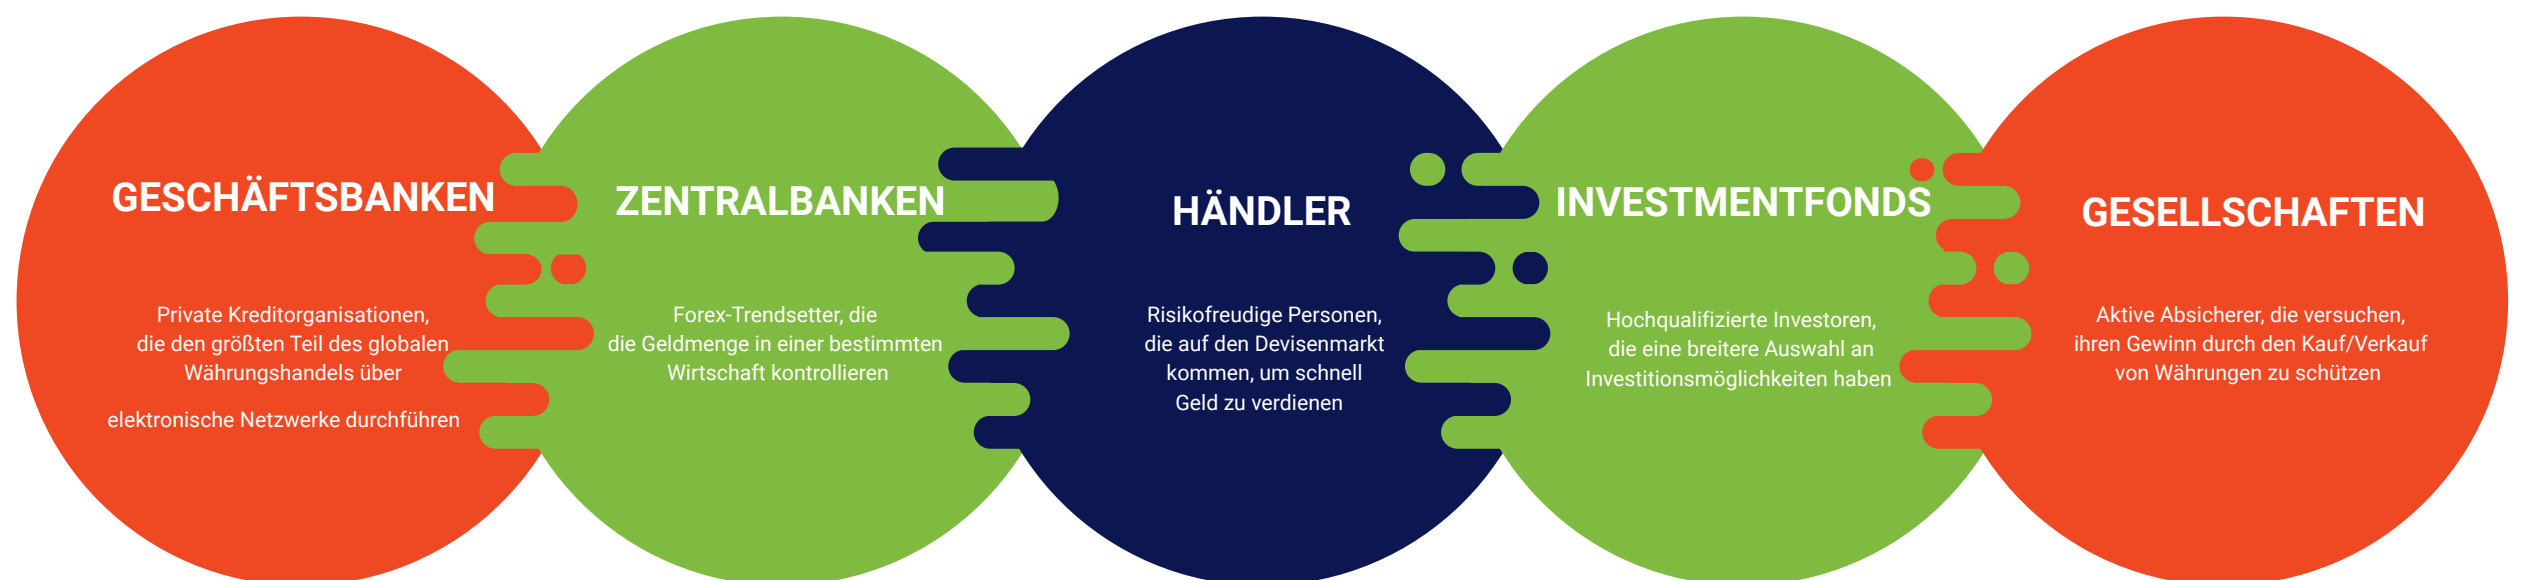 GESCHÄFTSBANKEN
Private Kreditorganisationen,
die den größten Teil des globalen
Währungshandels über
elektronische Netzwerke durchführen
ZENTRALBANKEN
Forex-Trendsetter, die
die Geldmenge in einer bestimmten
Wirtschaft kontrollieren
HÄNDLER
Risikofreudige Personen,
die auf den Devisenmarkt
kommen, um schnell
Geld zu verdienen
INVESTMENTFONDS
Hochqualifizierte Investoren,
die eine breitere Auswahl an
Investitionsmöglichkeiten haben
GESELLSCHAFTEN
Aktive Absicherer, die versuchen,
ihren Gewinn durch den Kauf/Verkauf
von Währungen zu schützen